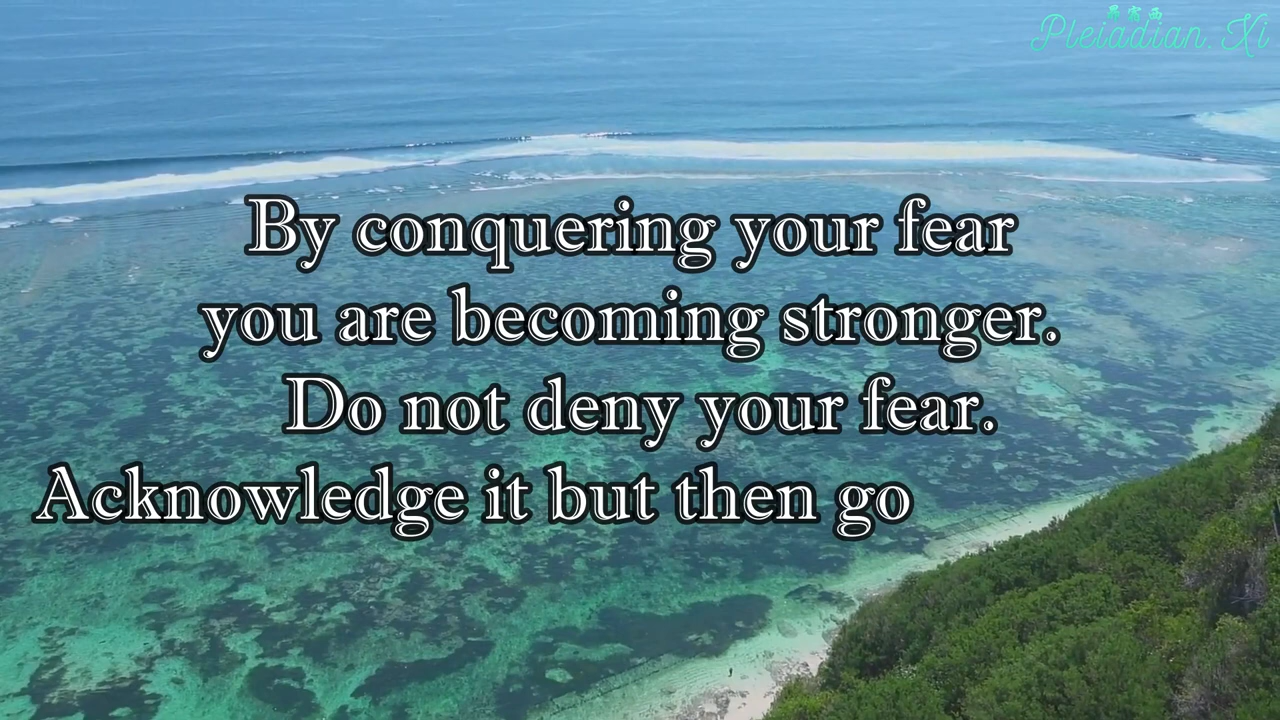 Pleiadian.Xi
By conquering your fear
you are becoming stronger.
Do not deny your fear.
Acknowledge it but then go